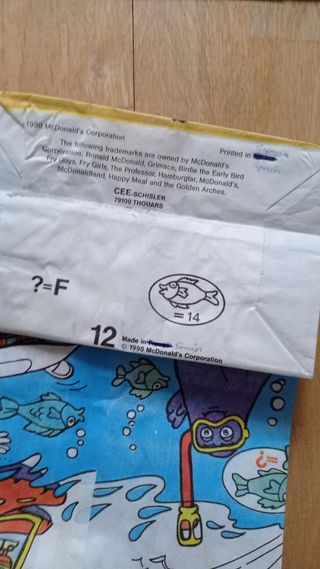 ©1990 McDonald's Corporation
Printed in
Spain
The following trademarks are owned by McDonald's
Corporation: Ronald McDonald, Grimace, Birdie the Early Bird
Fry Guys, Fry Girls, The Professor, Hamburglar, McDonald's,
McDonaldland, Happy Meal and the Golden Arches.
CEE-SCHISLER
79100 THOUARS
?=F
= 14
12
Made in Spain
© 1990 McDonald's Corporation
?=